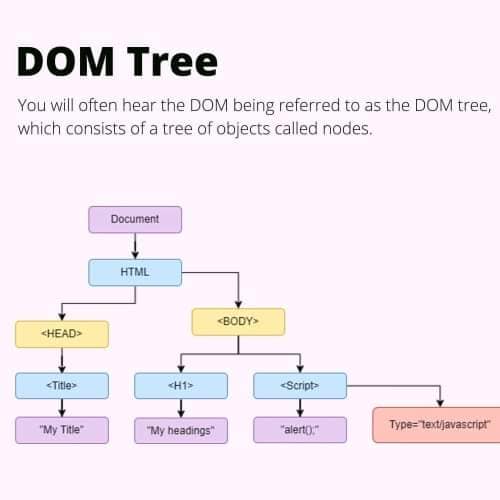 DOM Tree
You will often hear the DOM being referred to as the DOM tree,
which consists of a tree of objects called nodes.
Document
HTML
<HEAD>
<BODY>
<Title>
<H1>
<Script>
"My Title"
"My headings"
"alert();"
Type="text/javascript"